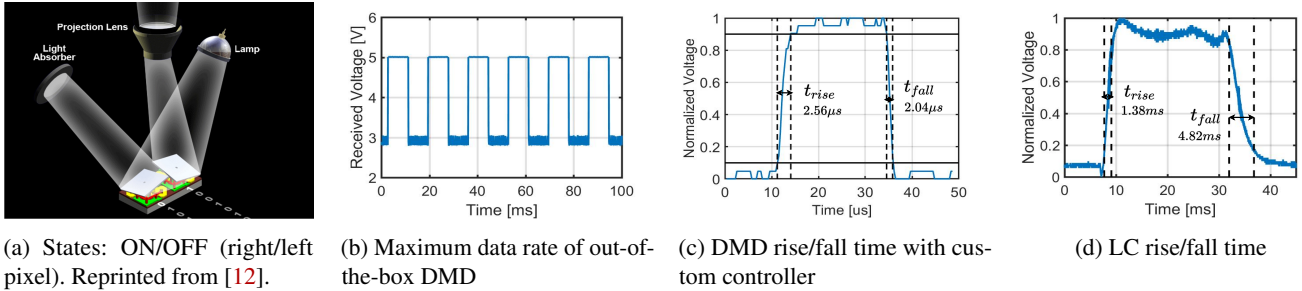 Projection Lens
Light
Absorber
Lamp
Received Voltage [V]
6
5
4
3
2
0 20 40 60 80 100
Time [ms]
Normalized Voltage
1
0.8
0.6
0.4
0.2
0
t_rise
2.56μs
t_fall
2.04μs
0 10 20 30 40 50
Time [us]
Normalized Voltage
1
0.8
0.6
0.4
0.2
0
t_rise
1.38ms
t_fall
4.82ms
0 10 20 30 40
Time [ms]
(a) States: ON/OFF (right/left
pixel). Reprinted from [12].
(b) Maximum data rate of out-of-
the-box DMD
(c) DMD rise/fall time with cus-
tom controller
(d) LC rise/fall time